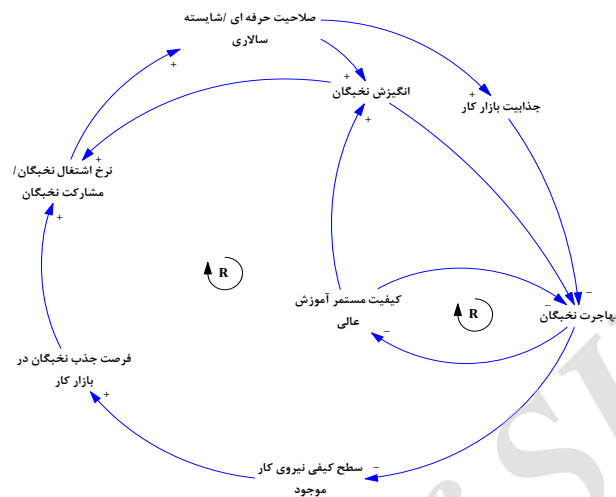 صلاحیت حرفه ای /شایسته
سالاری
+
+
انگیزش نخبگان
+
+
جذابیت بازار کار
+
نرخ اشتغال نخبگان/
مشارکت نخبگان
+
R
کیفیت مستمر آموزش
عالی
–
R
–
–
مهاجرت نخبگان
فرصت جذب نخبگان در
بازار کار
+
سطح کیفی نیروی کار
موجود
–